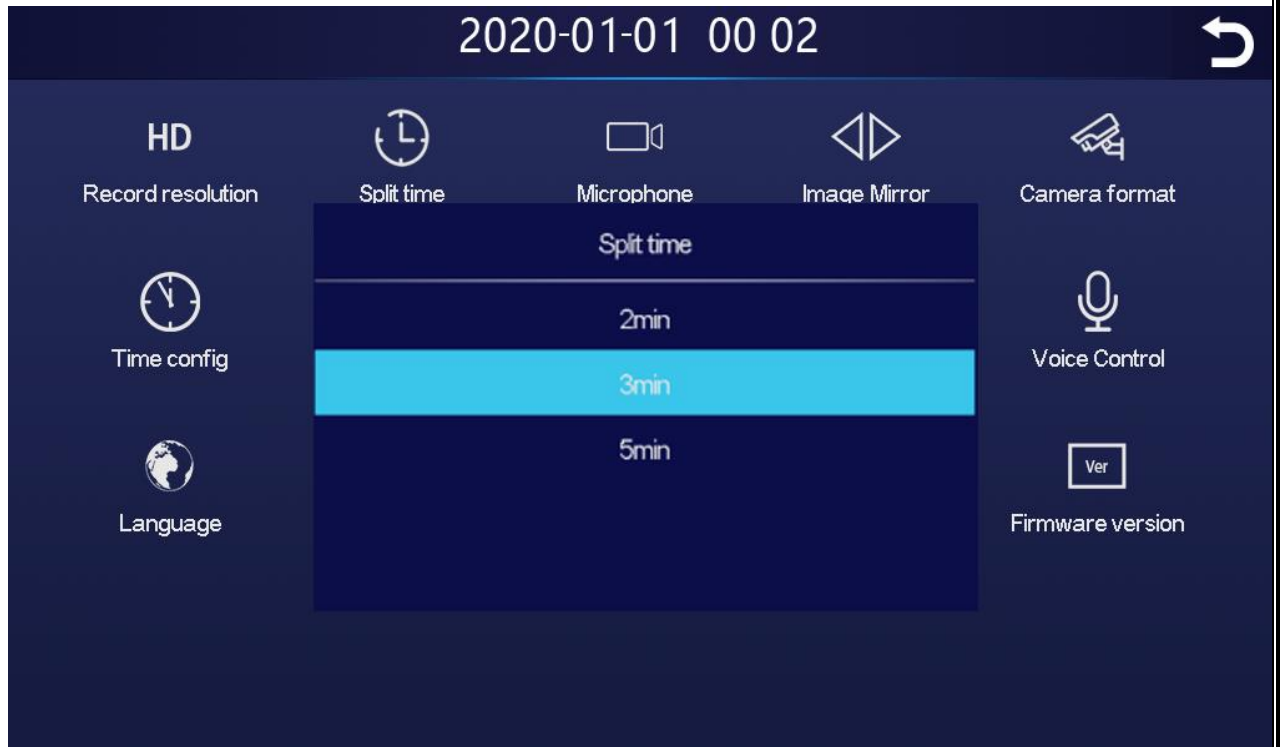 2020-01-01 00 02
HD
Record resolution
Split time
Microphone
Image Mirror
Camera format
Split time
2min
3min
5min
Time config
Voice Control
Language
Ver
Firmware version